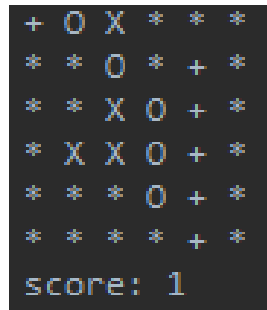 + O X * * *
* * O * + *
* * X O + *
* X X O + *
* * * O + *
* * * * + *
score: 1